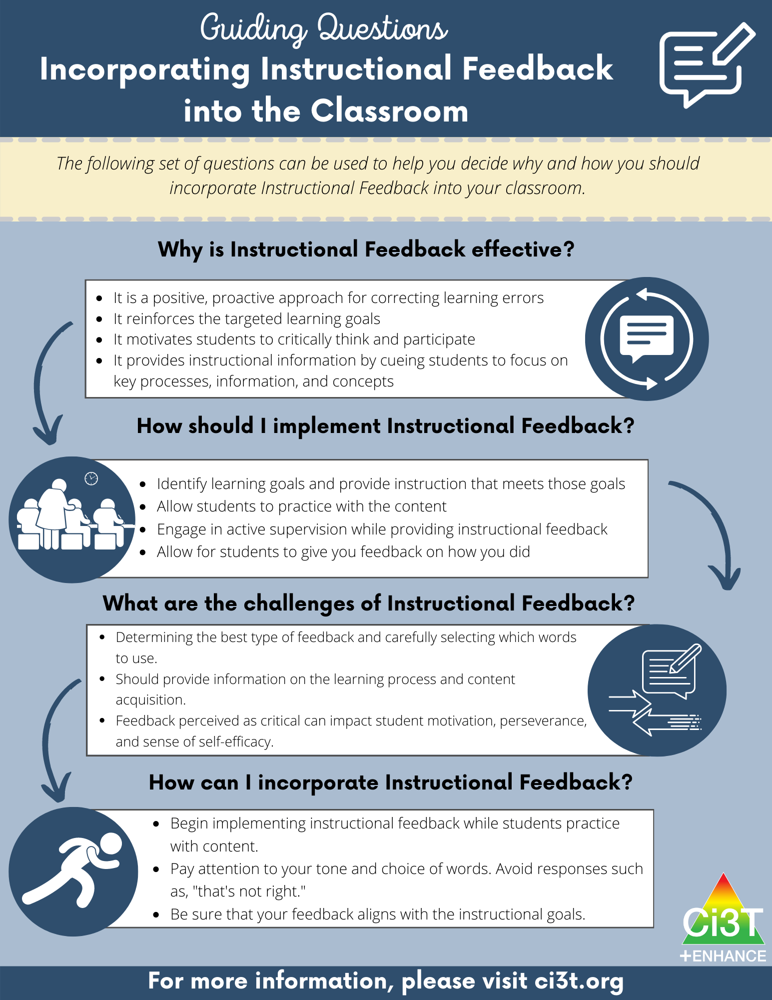 Guiding Questions
Incorporating Instructional Feedback
into the Classroom
The following set of questions can be used to help you decide why and how you should
incorporate Instructional Feedback into your classroom.
Why is Instructional Feedback effective?
• It is a positive, proactive approach for correcting learning errors
• It reinforces the targeted learning goals
• It motivates students to critically think and participate
• It provides instructional information by cueing students to focus on
key processes, information, and concepts
How should I implement Instructional Feedback?
• Identify learning goals and provide instruction that meets those goals
• Allow students to practice with the content
• Engage in active supervision while providing instructional feedback
• Allow for students to give you feedback on how you did
What are the challenges of Instructional Feedback?
• Determining the best type of feedback and carefully selecting which words
to use.
• Should provide information on the learning process and content
acquisition.
• Feedback perceived as critical can impact student motivation, perseverance,
and sense of self-efficacy.
How can I incorporate Instructional Feedback?
• Begin implementing instructional feedback while students practice
with content.
• Pay attention to your tone and choice of words. Avoid responses such
as, "that's not right."
• Be sure that your feedback aligns with the instructional goals.
Ci3T
+ENHANCE
For more information, please visit ci3t.org